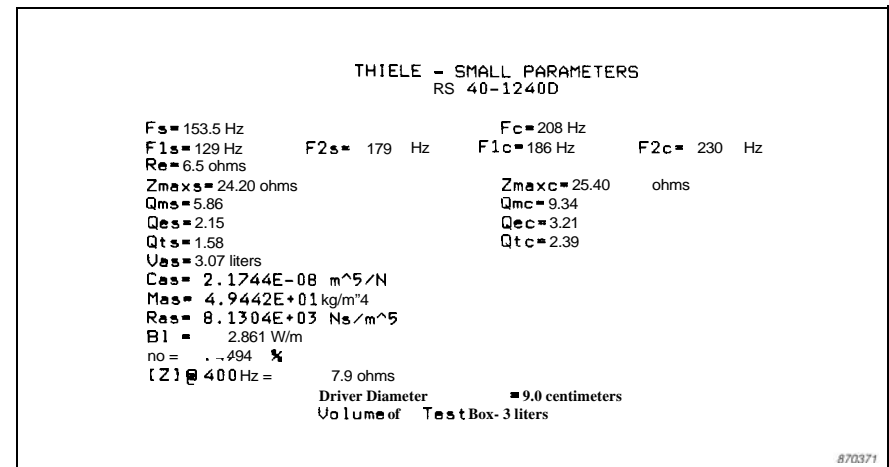 THIELE - SMALL PARAMETERS
RS 40-1240D
Fs= 153.5 Hz Fc= 208 Hz
F1s= 129 Hz F2s= 179 Hz F1c= 186 Hz F2c= 230 Hz
Re= 6.5 ohms
Zmaxs= 24.20 ohms Zmaxc= 25.40 ohms
Qms= 5.86 Qmc= 9.34
Qes= 2.15 Qec= 3.21
Qts= 1.58 Qtc= 2.39
Vas= 3.07 liters
Cas= 2.1744E-08 m^5/N
Mas= 4.9442E+01 kg/m"4
Ras= 8.1304E+03 Ns/m^5
Bl = 2.861 W/m
no = %
[Z]@ 400 Hz = 7.9 ohms
Driver Diameter = 9.0 centimeters
Volume of Test Box- 3 liters
870371